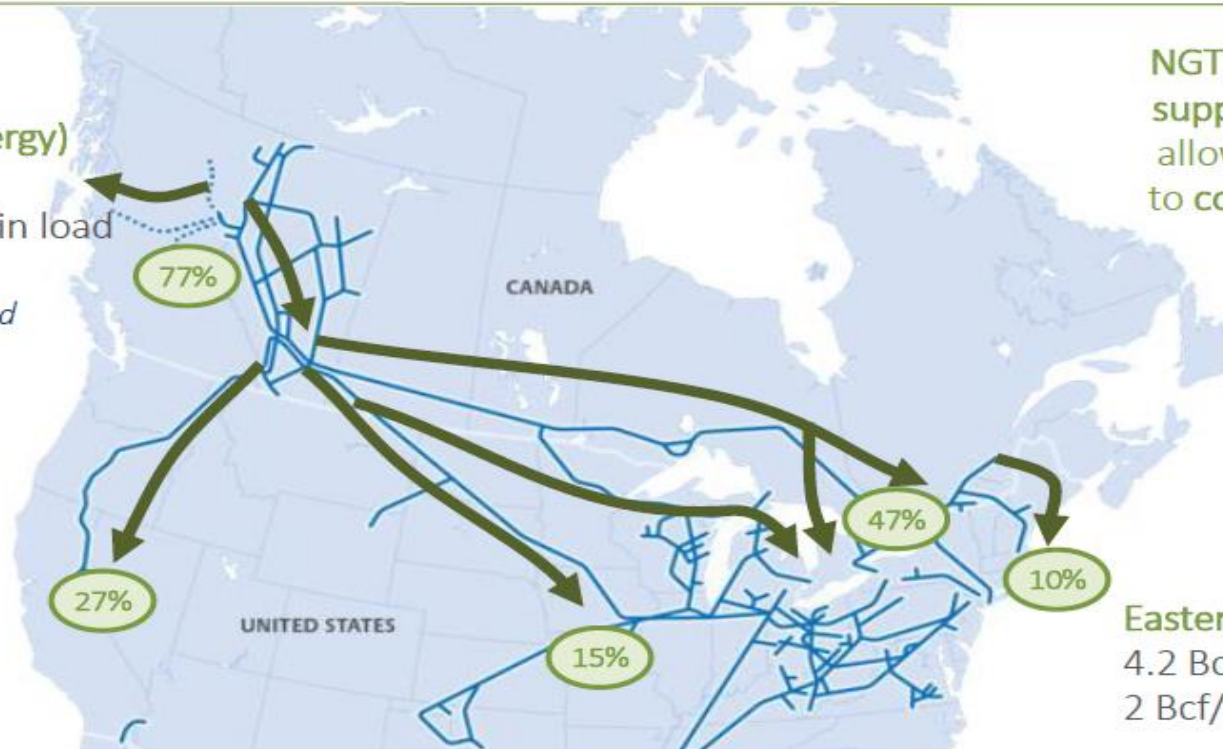 NGT
supp
ergy)
allow
to co
in load
77%
d
CANADA
47%
10%
27%
UNITED STATES
15%
Easter
4.2 Bc
2 Bcf/